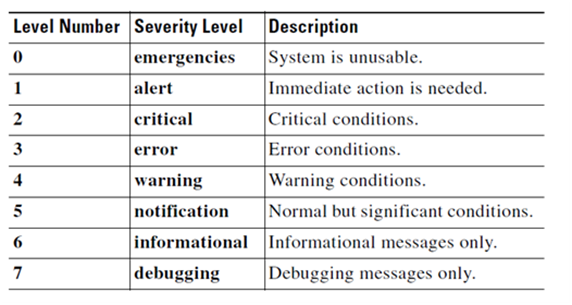 Level Number Severity Level Description
0 emergencies System is unusable.
1 alert Immediate action is needed.
2 critical Critical conditions.
3 error Error conditions.
4 warning Warning conditions.
5 notification Normal but significant conditions.
6 informational Informational messages only.
7 debugging Debugging messages only.